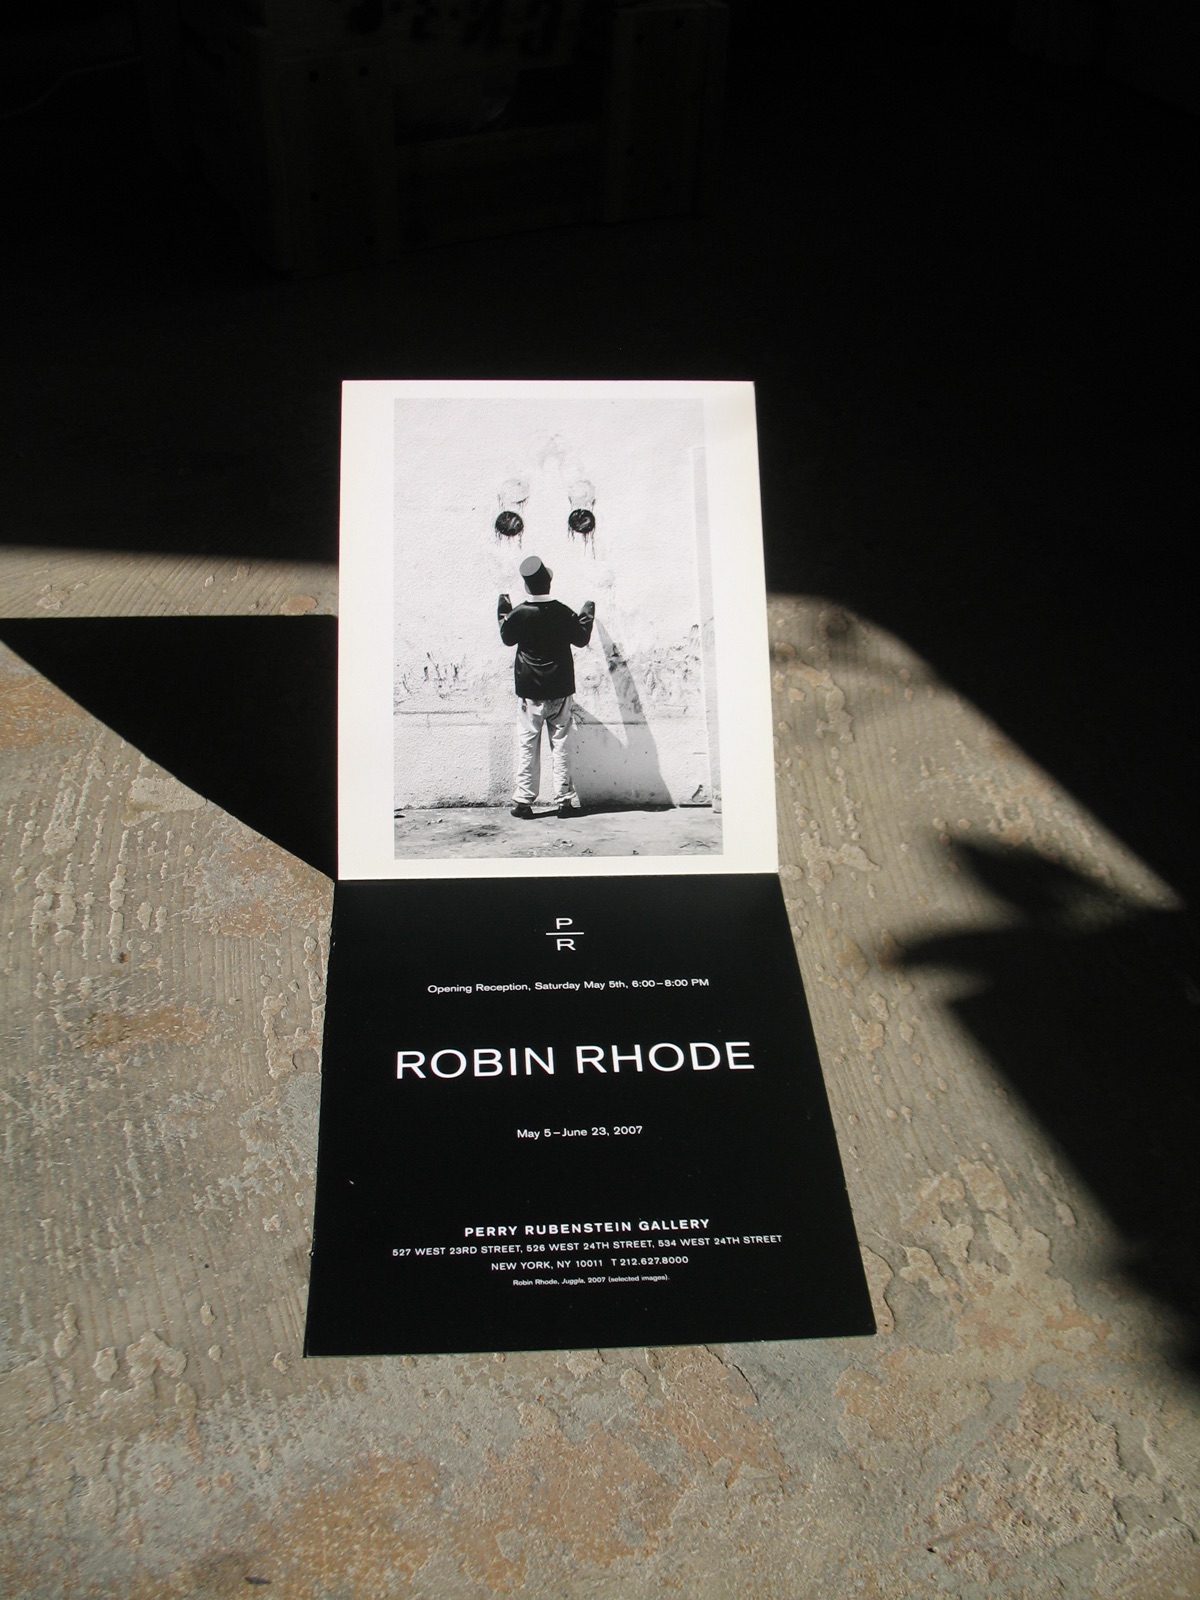 P
R
Opening Reception, Saturday May 5th, 6:00–8:00 PM
ROBIN RHODE
May 5–June 23, 2007
PERRY RUBENSTEIN GALLERY
527 WEST 23RD STREET, 526 WEST 24TH STREET, 534 WEST 24TH STREET
NEW YORK, NY 10011 T 212.627.8000
Robin Rhode, Juggla, 2007 (selected images).